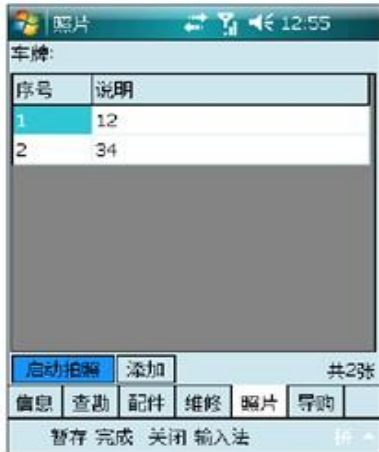 照片 12:55
车牌:
序号 说明
1 12
2 34
启动拍照 添加 共2张
信息 查勘 配件 维修 照片 导购
暂存 完成 关闭 输入法 拼